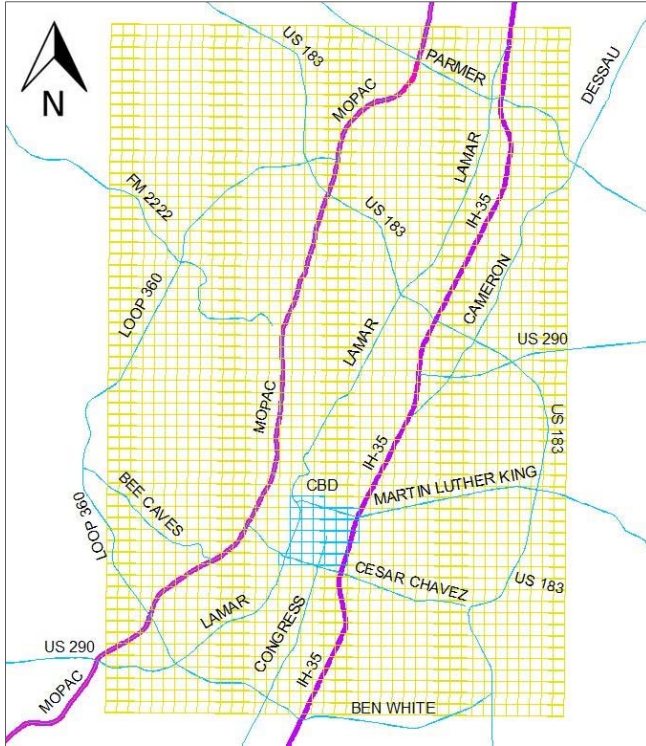 US 183
PARMER
DESSAU
MOPAC
N
LAMAR
FM 2222
US 183
IH-35
CAMERON
LOOP 360
LAMAR
US 290
MOPAC
US 183
IH-35
BEE CAVES
CBD
MARTIN LUTHER KING
LOOP 360
CESAR CHAVEZ
US 183
LAMAR
CONGRESS
US 290
IH-35
MOPAC
BEN WHITE